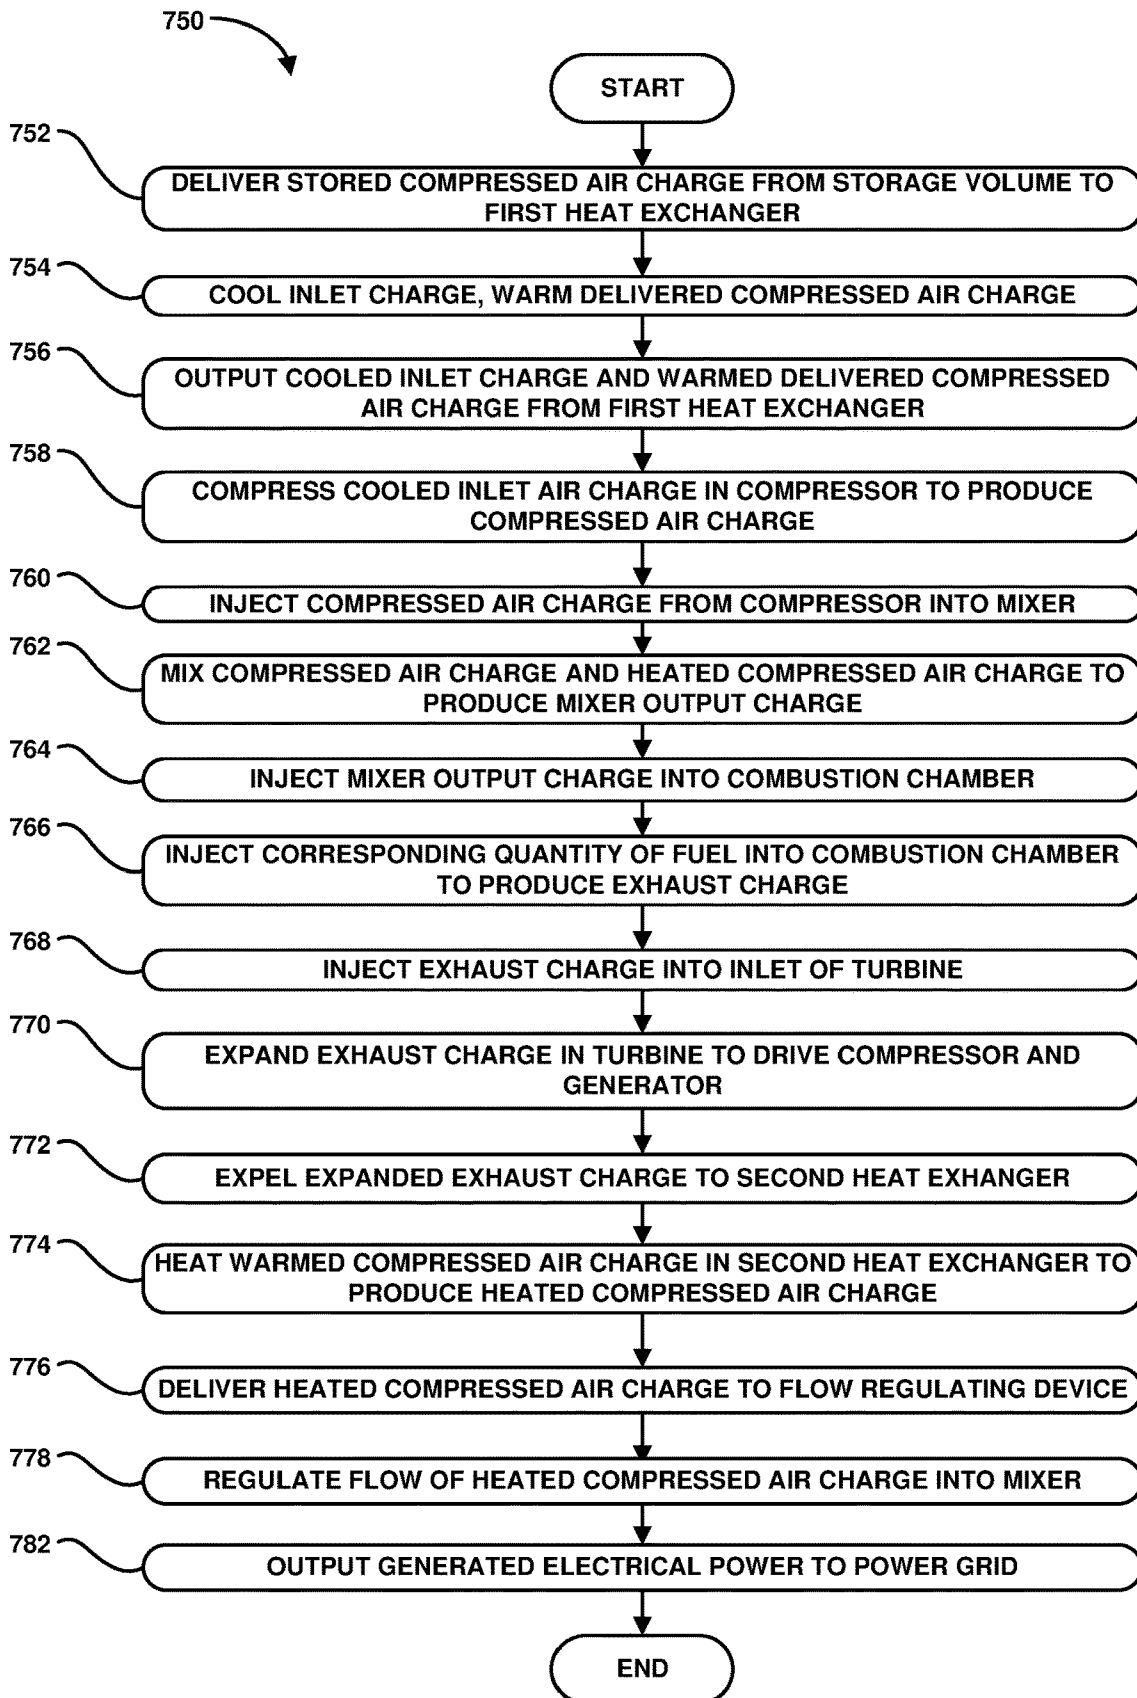 750
START
752
DELIVER STORED COMPRESSED AIR CHARGE FROM STORAGE VOLUME TO
FIRST HEAT EXCHANGER
754
COOL INLET CHARGE, WARM DELIVERED COMPRESSED AIR CHARGE
756
OUTPUT COOLED INLET CHARGE AND WARMED DELIVERED COMPRESSED
AIR CHARGE FROM FIRST HEAT EXCHANGER
758
COMPRESS COOLED INLET AIR CHARGE IN COMPRESSOR TO PRODUCE
COMPRESSED AIR CHARGE
760
INJECT COMPRESSED AIR CHARGE FROM COMPRESSOR INTO MIXER
762
MIX COMPRESSED AIR CHARGE AND HEATED COMPRESSED AIR CHARGE TO
PRODUCE MIXER OUTPUT CHARGE
764
INJECT MIXER OUTPUT CHARGE INTO COMBUSTION CHAMBER
766
INJECT CORRESPONDING QUANTITY OF FUEL INTO COMBUSTION CHAMBER
TO PRODUCE EXHAUST CHARGE
768
INJECT EXHAUST CHARGE INTO INLET OF TURBINE
770
EXPAND EXHAUST CHARGE IN TURBINE TO DRIVE COMPRESSOR AND
GENERATOR
772
EXPEL EXPANDED EXHAUST CHARGE TO SECOND HEAT EXHANGER
774
HEAT WARMED COMPRESSED AIR CHARGE IN SECOND HEAT EXCHANGER TO
PRODUCE HEATED COMPRESSED AIR CHARGE
776
DELIVER HEATED COMPRESSED AIR CHARGE TO FLOW REGULATING DEVICE
778
REGULATE FLOW OF HEATED COMPRESSED AIR CHARGE INTO MIXER
782
OUTPUT GENERATED ELECTRICAL POWER TO POWER GRID
END